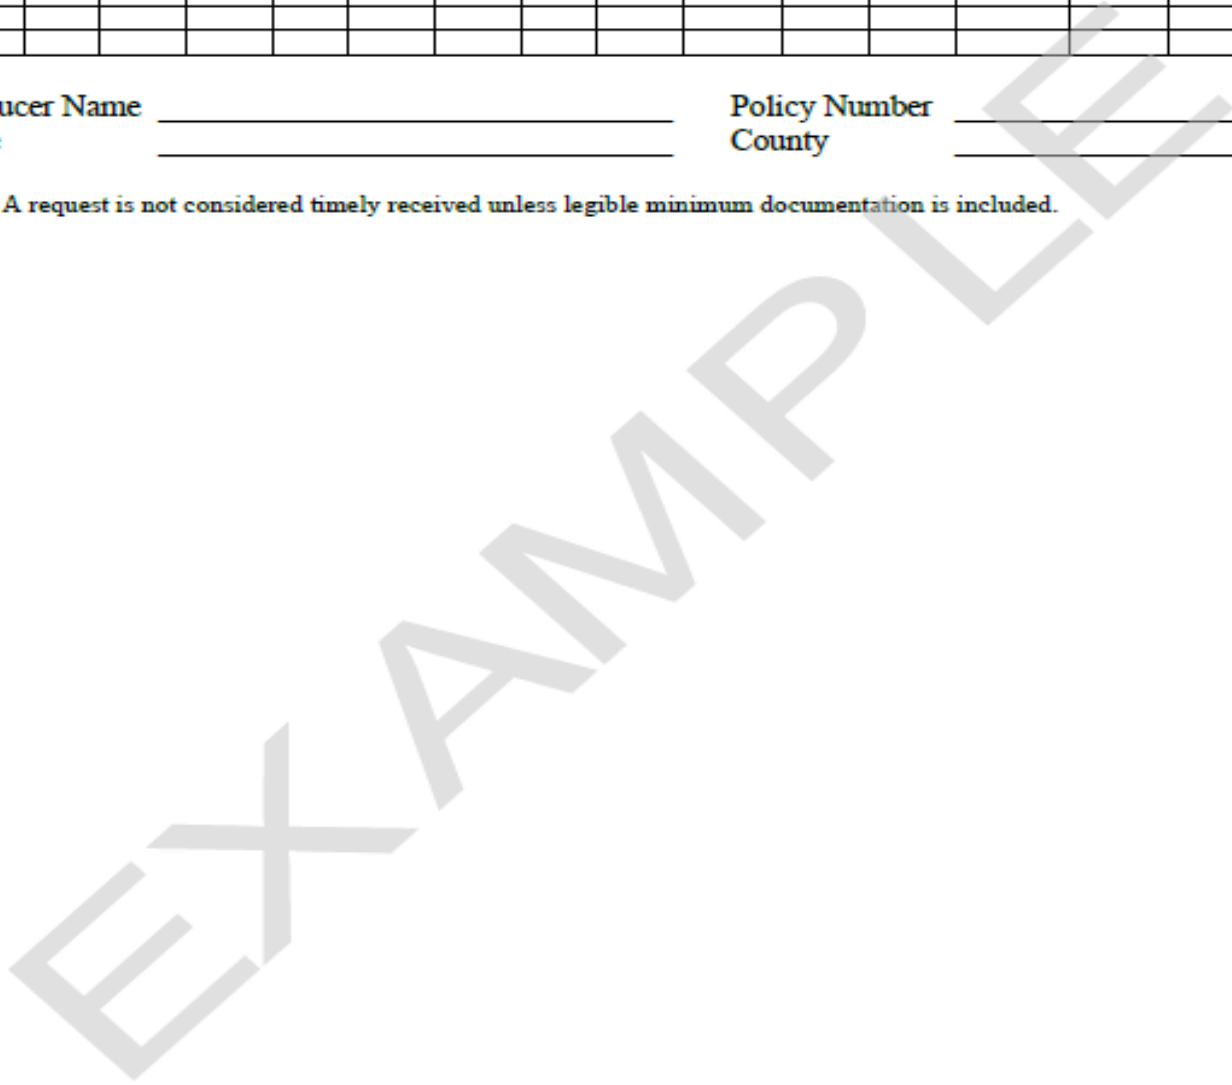 ucer Name Policy Number
County
A request is not considered timely received unless legible minimum documentation is included.
EXAMPLE